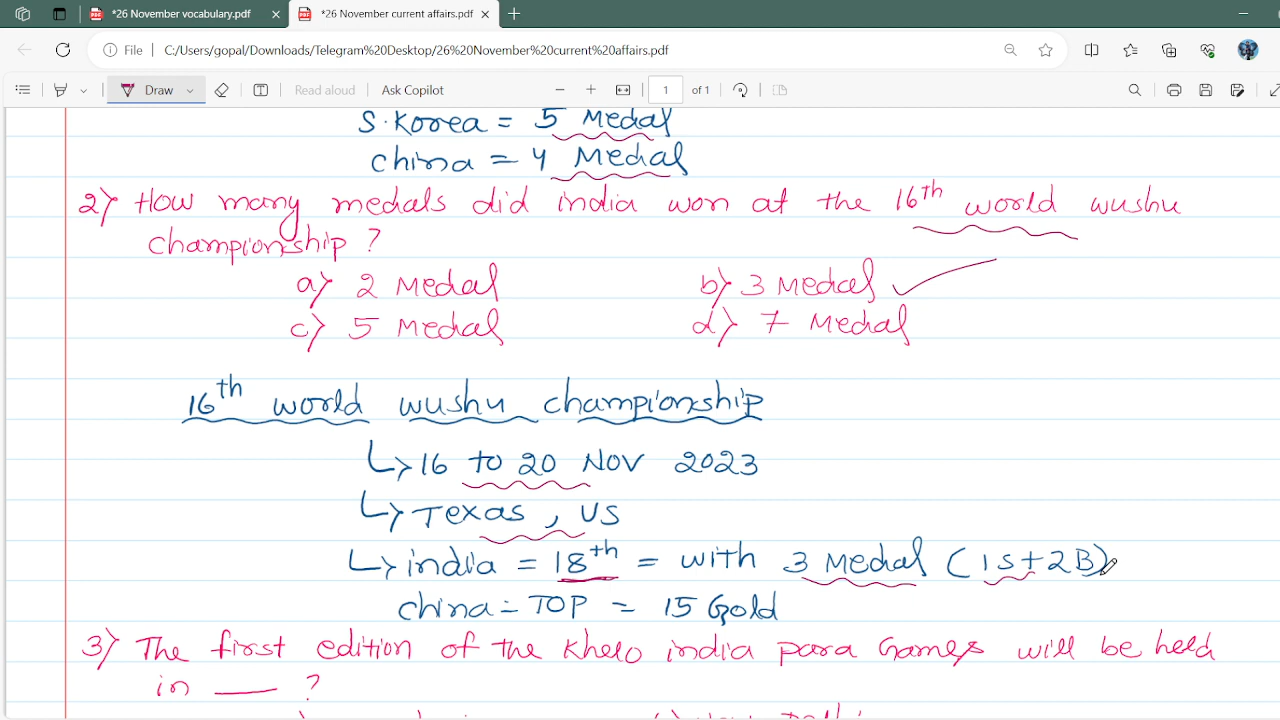 *26 November vocabulary.pdf
*26 November current affairs.pdf
File C:/Users/gopal/Downloads/Telegram%20Desktop/26%20November%20current%20affairs.pdf
Draw Read aloud Ask Copilot 1 of 1
S.Korea = 5 Medal
china = 4 Medal
2) How many medals did india won at the 16th world wushu
championship ?
a) 2 Medal b) 3 Medal
c) 5 Medal d) 7 Medal
16th world wushu championship
16 to 20 Nov 2023
Texas, US
india = 18th = with 3 Medal (1S+2B)
china = TOP = 15 Gold
3) The first edition of the Khelo india para Games will be held
in ___ ?